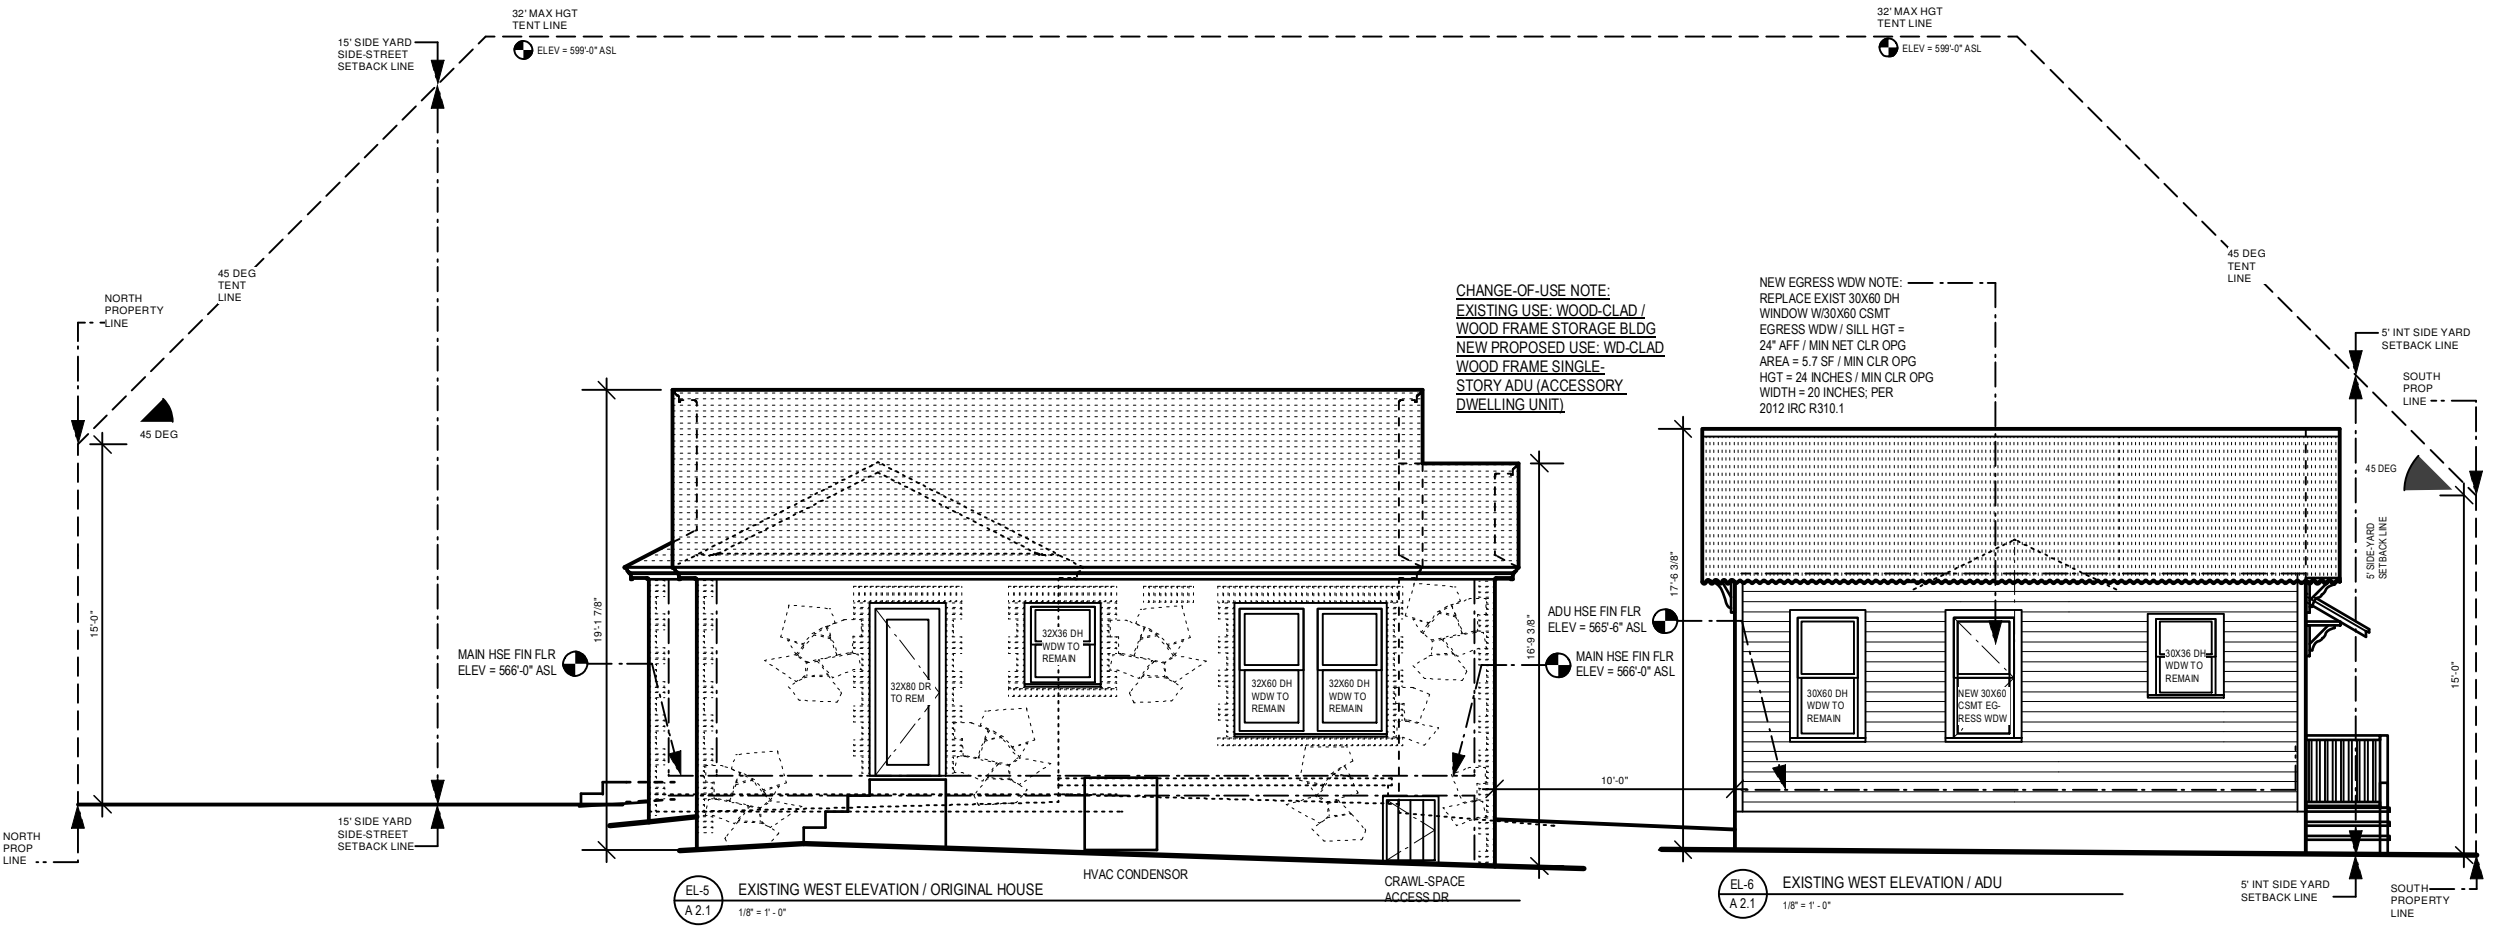 32' MAX HGT
TENT LINE
ELEV = 599'-0" ASL
32' MAX HGT
TENT LINE
ELEV = 599'-0" ASL
15' SIDE YARD
SIDE-STREET
SETBACK LINE
45 DEG
TENT
LINE
45 DEG
TENT
LINE
NORTH
PROPERTY
LINE
45 DEG
15'-0"
CHANGE-OF-USE NOTE:
EXISTING USE: WOOD-CLAD /
WOOD FRAME STORAGE BLDG
NEW PROPOSED USE: WD-CLAD
WOOD FRAME SINGLE-
STORY ADU (ACCESSORY
DWELLING UNIT)
NEW EGRESS WDW NOTE:
REPLACE EXIST 30X60 DH
WINDOW W/30X60 CSMT
EGRESS WDW / SILL HGT =
24" AFF / MIN NET CLR OPG
AREA = 5.7 SF / MIN CLR OPG
HGT = 24 INCHES / MIN CLR OPG
WIDTH = 20 INCHES; PER
2012 IRC R310.1
5' INT SIDE YARD
SETBACK LINE
SOUTH
PROP
LINE
45 DEG
5' SIDE-YARD
SETBACK LINE
15'-0"
19'-1 7/8"
MAIN HSE FIN FLR
ELEV = 566'-0" ASL
32X80 DR
TO REM
32X36 DH
WDW TO
REMAIN
32X60 DH
WDW TO
REMAIN
32X60 DH
WDW TO
REMAIN
16'-9 3/8"
ADU HSE FIN FLR
ELEV = 565'-6" ASL
MAIN HSE FIN FLR
ELEV = 566'-0" ASL
17'-6 3/8"
30X60 DH
WDW TO
REMAIN
NEW 30X60
CSMT EG-
RESS WDW
30X36 DH
WDW TO
REMAIN
10'-0"
NORTH
PROP
LINE
15' SIDE YARD
SIDE-STREET
SETBACK LINE
HVAC CONDENSOR
CRAWL-SPACE
ACCESS DR
EL-5
A 2.1
EXISTING WEST ELEVATION / ORIGINAL HOUSE
1/8" = 1' - 0"
EL-6
A 2.1
EXISTING WEST ELEVATION / ADU
1/8" = 1' - 0"
5' INT SIDE YARD
SETBACK LINE
SOUTH
PROPERTY
LINE